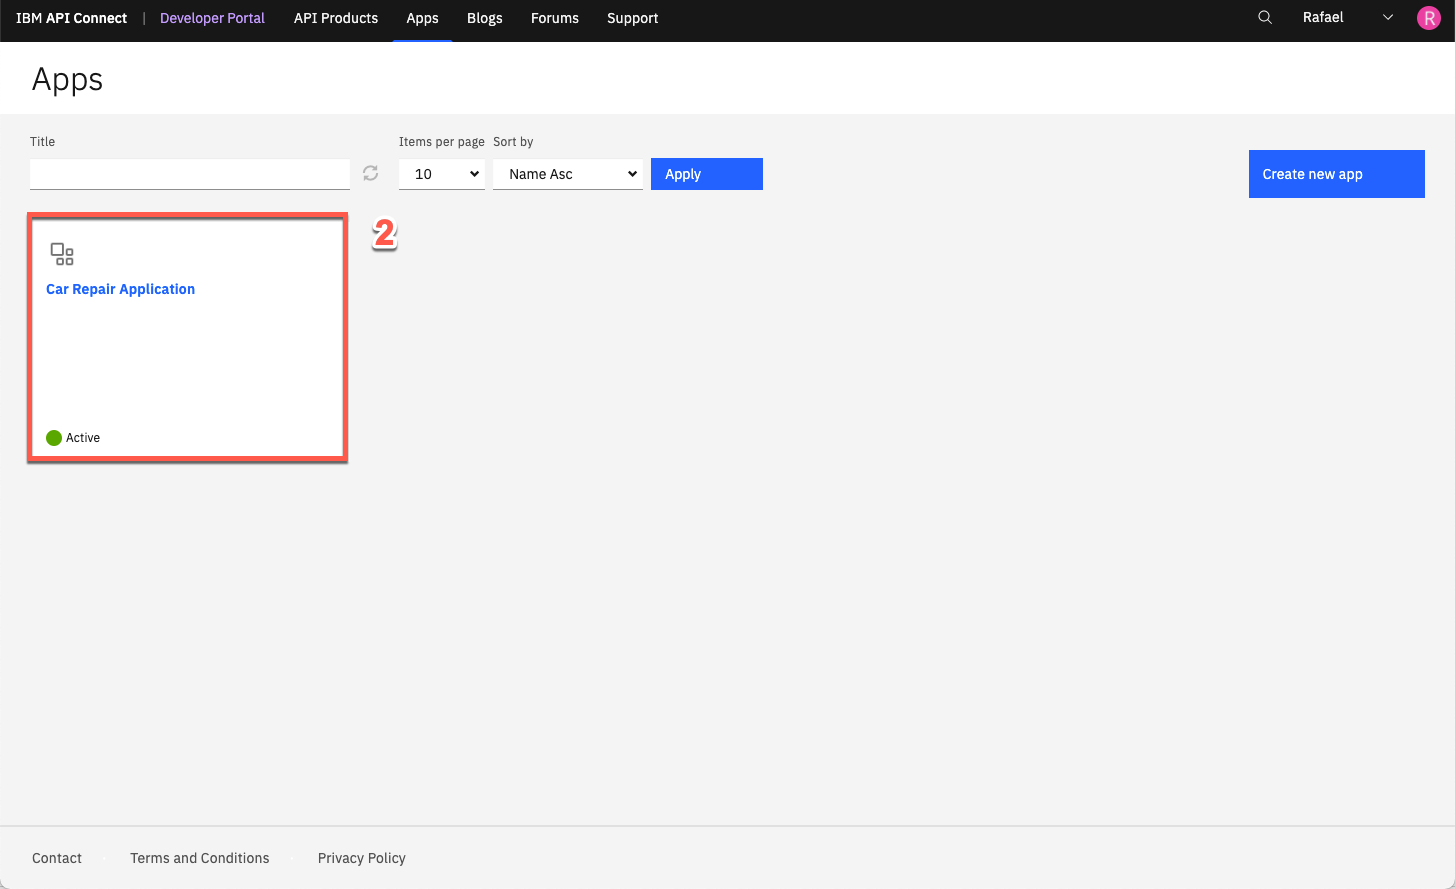 IBM API Connect | Developer Portal API Products Apps Blogs Forums Support Rafael R
Apps
Title Items per page Sort by
10 Name Asc Apply Create new app
2
Car Repair Application
Active
Contact Terms and Conditions Privacy Policy